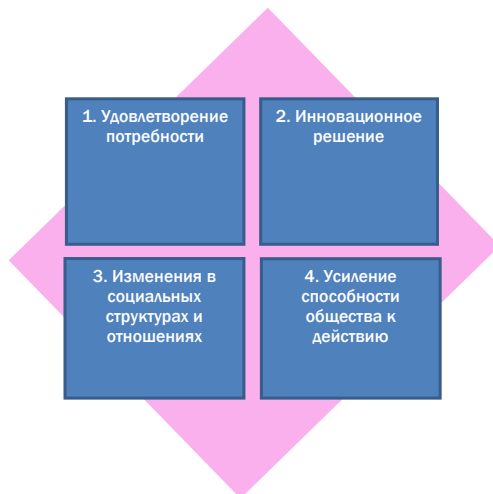 1. Удовлетворение
потребности
2. Инновационное
решение
3. Изменения в
социальных
структурах и
отношениях
4. Усиление
способности
общества к
действию